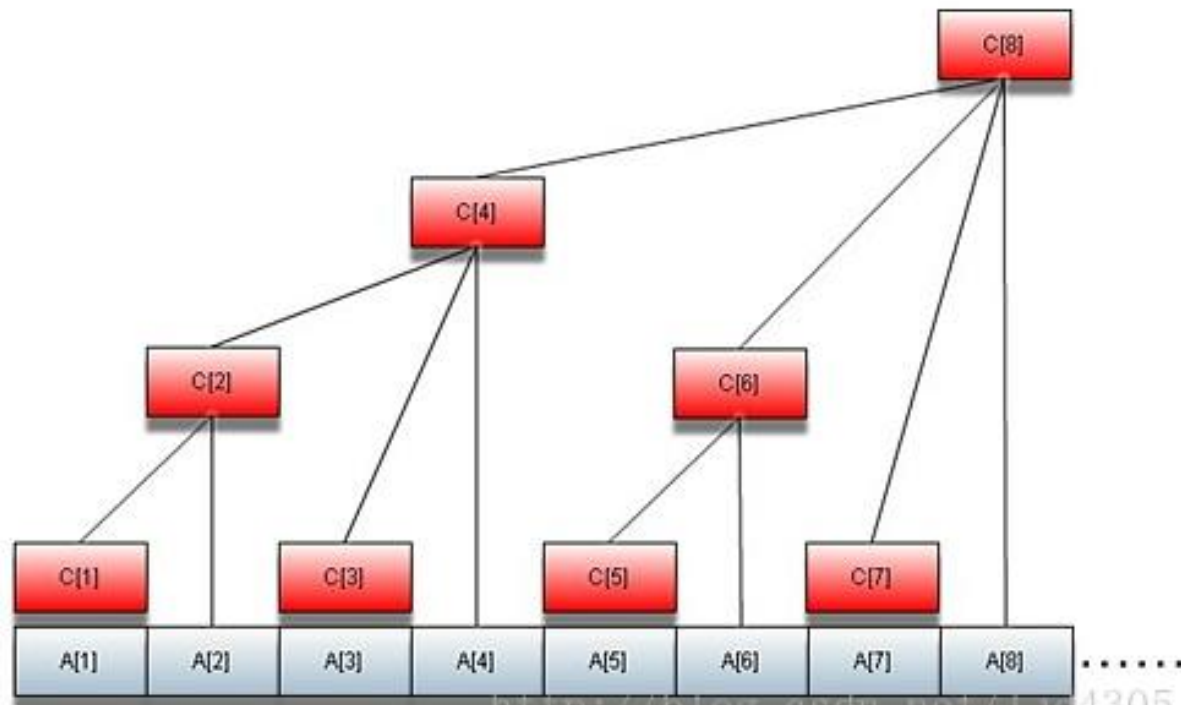 C[8]
C[4]
C[2] C[6]
C[1] C[3] C[5] C[7]
A[1] A[2] A[3] A[4] A[5] A[6] A[7] A[8] ......